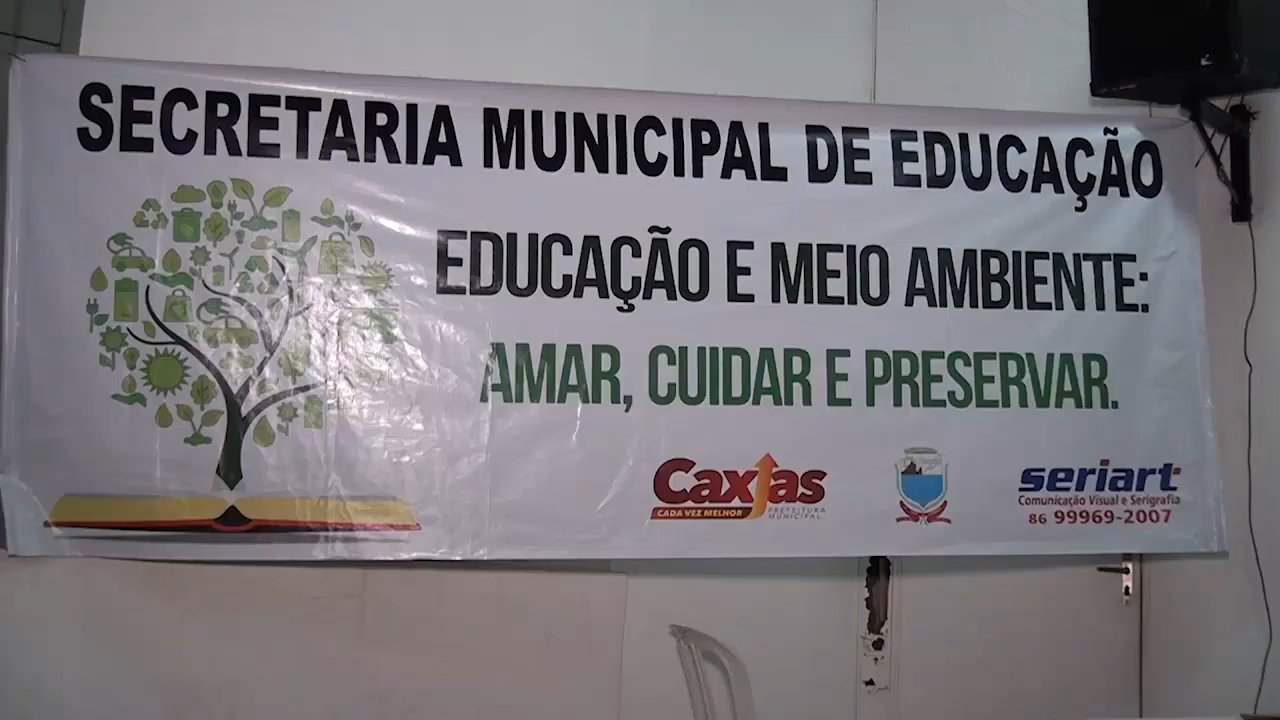 SECRETARIA MUNICIPAL DE EDUCAÇÃO
EDUCAÇÃO E MEIO AMBIENTE:
AMAR, CUIDAR E PRESERVAR.
Caxias
CADA VEZ MELHOR
PREFEITURA
MUNICIPAL
seriart
Comunicação Visual e Serigrafia
86 99969-2007